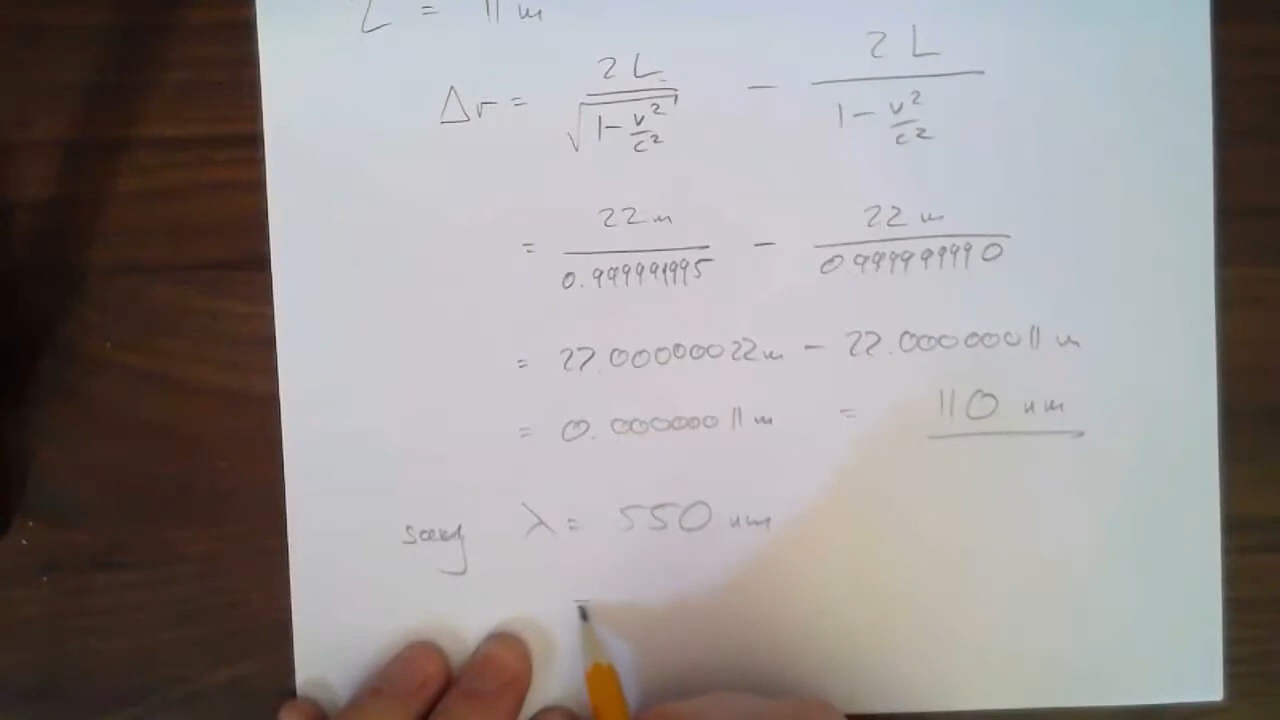 L = 11 m
Δr = 2L / √(1 - v²/c²) - 2L / (1 - v²/c²)
= 22 m / 0.999999995 - 22 m / 0.999999990
= 22.00000022 m - 22.00000011 m
= 0.00000011 m = 110 nm
say λ = 550 nm